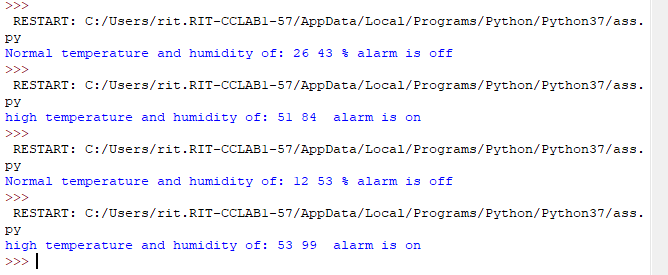 >>>
RESTART: C:/Users/rit.RIT-CCLAB1-57/AppData/Local/Programs/Python/Python37/ass.
py
Normal temperature and humidity of: 26 43 % alarm is off
>>>
RESTART: C:/Users/rit.RIT-CCLAB1-57/AppData/Local/Programs/Python/Python37/ass.
py
high temperature and humidity of: 51 84  alarm is on
>>>
RESTART: C:/Users/rit.RIT-CCLAB1-57/AppData/Local/Programs/Python/Python37/ass.
py
Normal temperature and humidity of: 12 53 % alarm is off
>>>
RESTART: C:/Users/rit.RIT-CCLAB1-57/AppData/Local/Programs/Python/Python37/ass.
py
high temperature and humidity of: 53 99  alarm is on
>>>